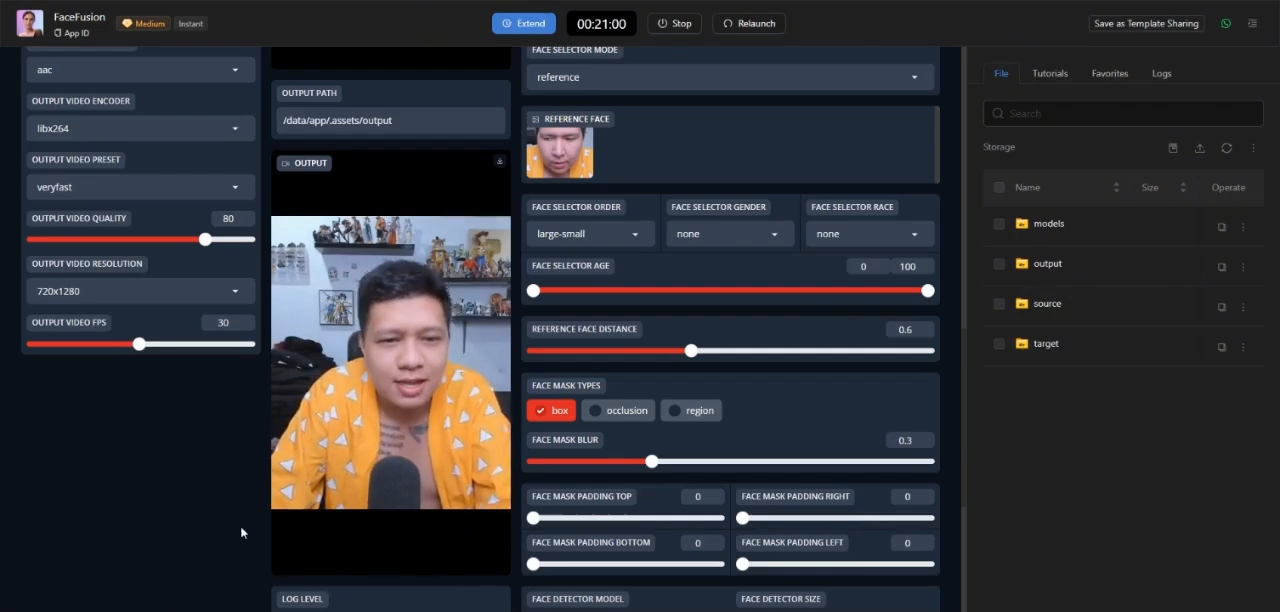 FaceFusion
App ID
Medium
Instant
Extend
00:21:00
Stop
Relaunch
Save as Template Sharing
aac
OUTPUT VIDEO ENCODER
libx264
OUTPUT VIDEO PRESET
veryfast
OUTPUT VIDEO QUALITY
80
OUTPUT VIDEO RESOLUTION
720x1280
OUTPUT VIDEO FPS
30
OUTPUT PATH
/data/app/.assets/output
OUTPUT
LOG LEVEL
FACE SELECTOR MODE
reference
REFERENCE FACE
FACE SELECTOR ORDER
FACE SELECTOR GENDER
FACE SELECTOR RACE
large-small
none
none
FACE SELECTOR AGE
0
100
REFERENCE FACE DISTANCE
0.6
FACE MASK TYPES
box
occlusion
region
FACE MASK BLUR
0.3
FACE MASK PADDING TOP
0
FACE MASK PADDING RIGHT
0
FACE MASK PADDING BOTTOM
0
FACE MASK PADDING LEFT
0
FACE DETECTOR MODEL
FACE DETECTOR SIZE
File
Tutorials
Favorites
Logs
Search
Storage
Name
Size
Operate
models
output
source
target